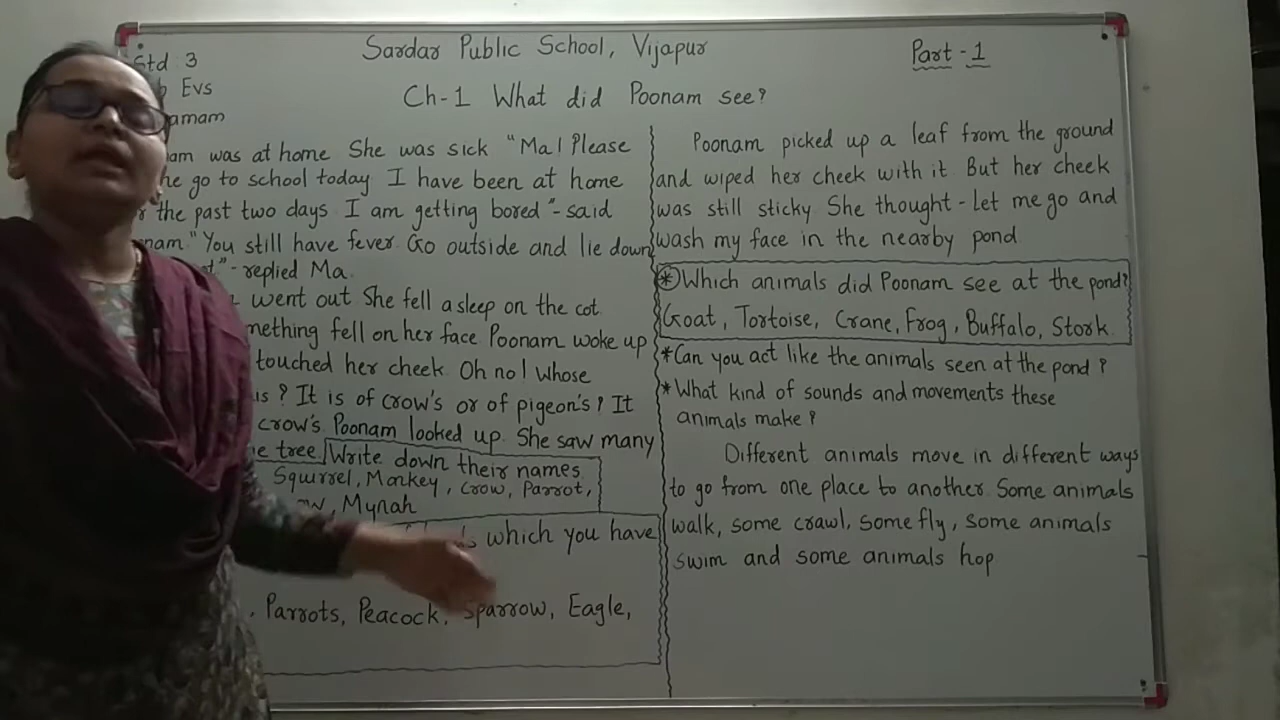 Sardar Public School, Vijapur
Part-1
Std 3
Evs
Ch-1 What did Poonam see?
was at home She was sick "Ma! Please
go to school today I have been at home
the past two days I am getting bored"- said
"You still have fever Go outside and lie down
- replied Ma.
went out She fell a sleep on the cot
fell on her face Poonam woke up
touched her cheek Oh no! Whose
? It is of crow's or of pigeon's? It
crow's. Poonam looked up. She saw many
tree Write down their names
Squirrel, Monkey, Crow, Parrot,
Mynah
which you have
Parrots, Peacock, Sparrow, Eagle,
Poonam picked up a leaf from the ground
and wiped her cheek with it But her cheek
was still sticky She thought - Let me go and
wash my face in the nearby pond
* Which animals did Poonam see at the pond?
Goat, Tortoise, Crane, Frog, Buffalo, Stork.
* Can you act like the animals seen at the pond?
* What kind of sounds and movements these
animals make?
Different animals move in different ways
to go from one place to another Some animals
walk, some crawl, some fly, some animals
swim and some animals hop